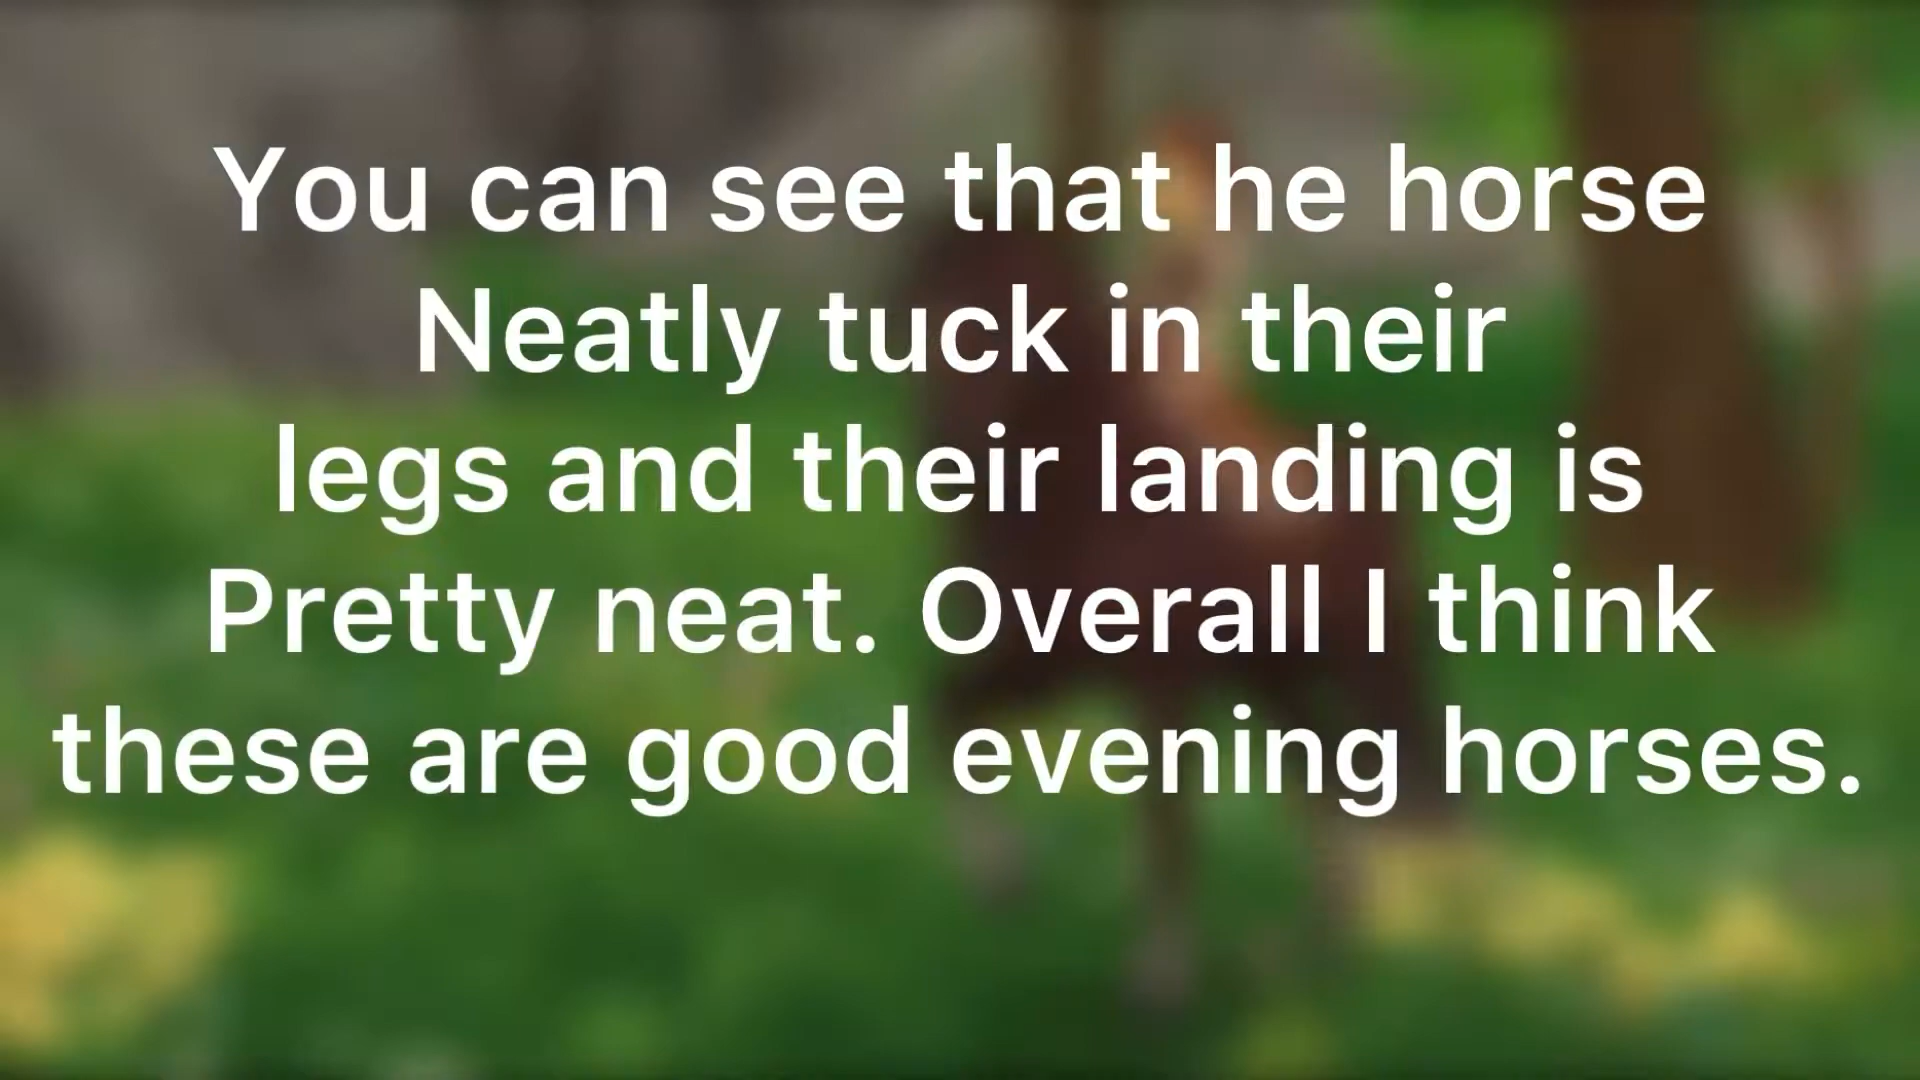 You can see that he horse
Neatly tuck in their
legs and their landing is
Pretty neat. Overall I think
these are good evening horses.